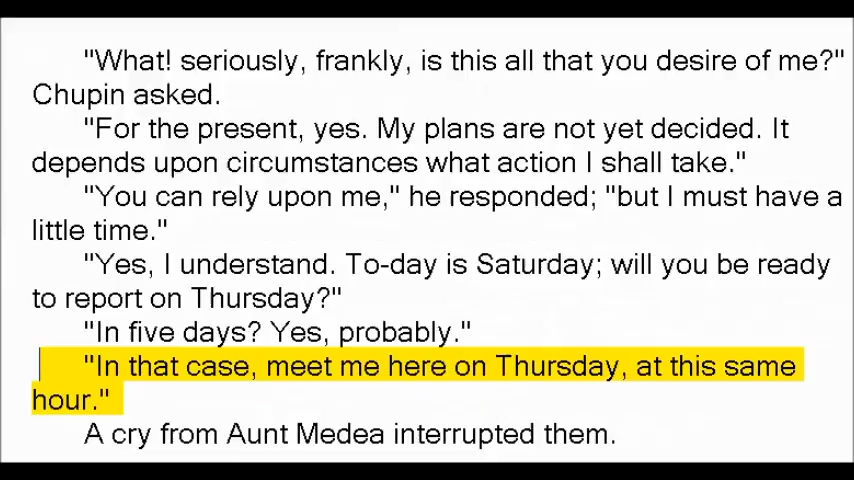 "What! seriously, frankly, is this all that you desire of me?"
Chupin asked.
"For the present, yes. My plans are not yet decided. It
depends upon circumstances what action I shall take."
"You can rely upon me," he responded; "but I must have a
little time."
"Yes, I understand. To-day is Saturday; will you be ready
to report on Thursday?"
"In five days? Yes, probably."
"In that case, meet me here on Thursday, at this same
hour."
A cry from Aunt Medea interrupted them.